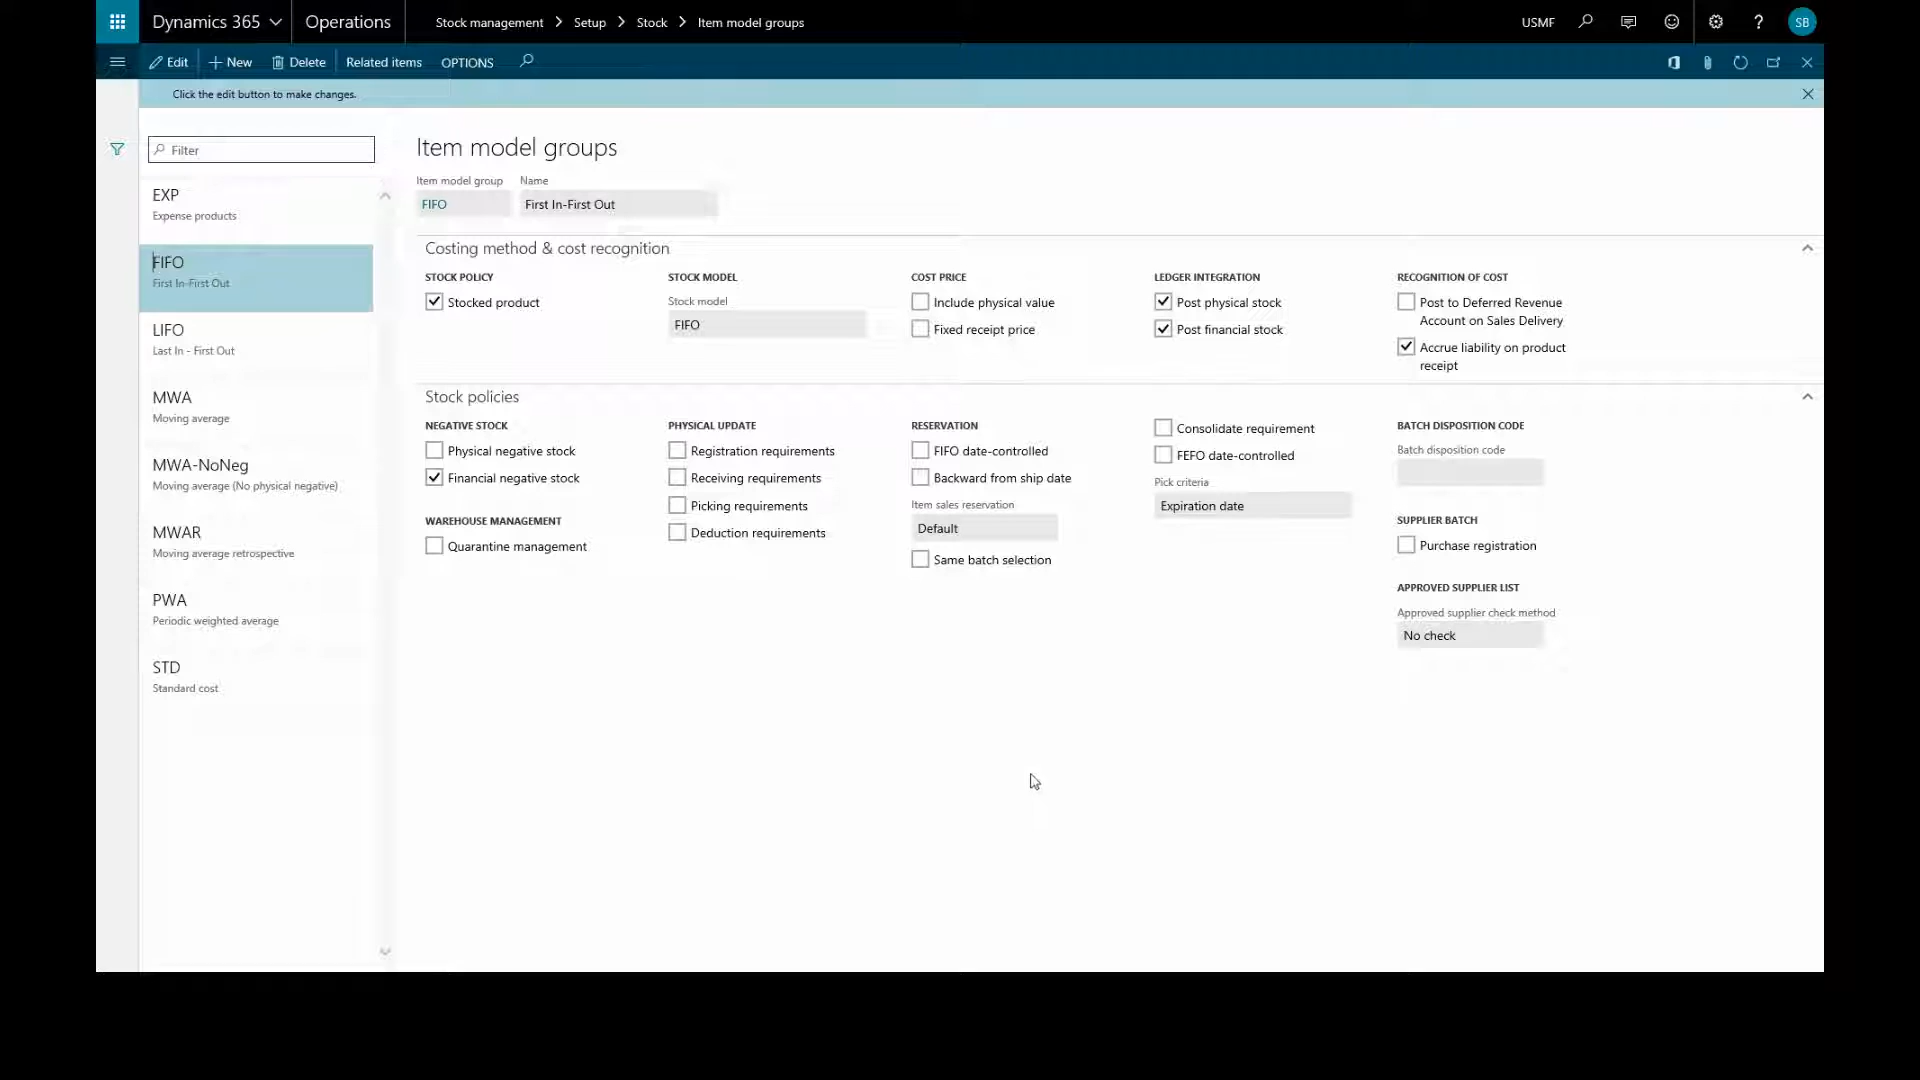 Dynamics 365
Operations
Stock management > Setup > Stock > Item model groups
USMF
?
SB
Edit
New
Delete
Related items
OPTIONS
Click the edit button to make changes.
Filter
EXP
Expense products
FIFO
First In-First Out
LIFO
Last In - First Out
MWA
Moving average
MWA-NoNeg
Moving average (No physical negative)
MWAR
Moving average retrospective
PWA
Periodic weighted average
STD
Standard cost
Item model groups
Item model group
Name
FIFO
First In-First Out
Costing method & cost recognition
STOCK POLICY
Stocked product
STOCK MODEL
Stock model
FIFO
COST PRICE
Include physical value
Fixed receipt price
LEDGER INTEGRATION
Post physical stock
Post financial stock
RECOGNITION OF COST
Post to Deferred Revenue
Account on Sales Delivery
Accrue liability on product
receipt
Stock policies
NEGATIVE STOCK
Physical negative stock
Financial negative stock
WAREHOUSE MANAGEMENT
Quarantine management
PHYSICAL UPDATE
Registration requirements
Receiving requirements
Picking requirements
Deduction requirements
RESERVATION
FIFO date-controlled
Backward from ship date
Item sales reservation
Default
Same batch selection
Consolidate requirement
FEFO date-controlled
Pick criteria
Expiration date
BATCH DISPOSITION CODE
Batch disposition code
SUPPLIER BATCH
Purchase registration
APPROVED SUPPLIER LIST
Approved supplier check method
No check